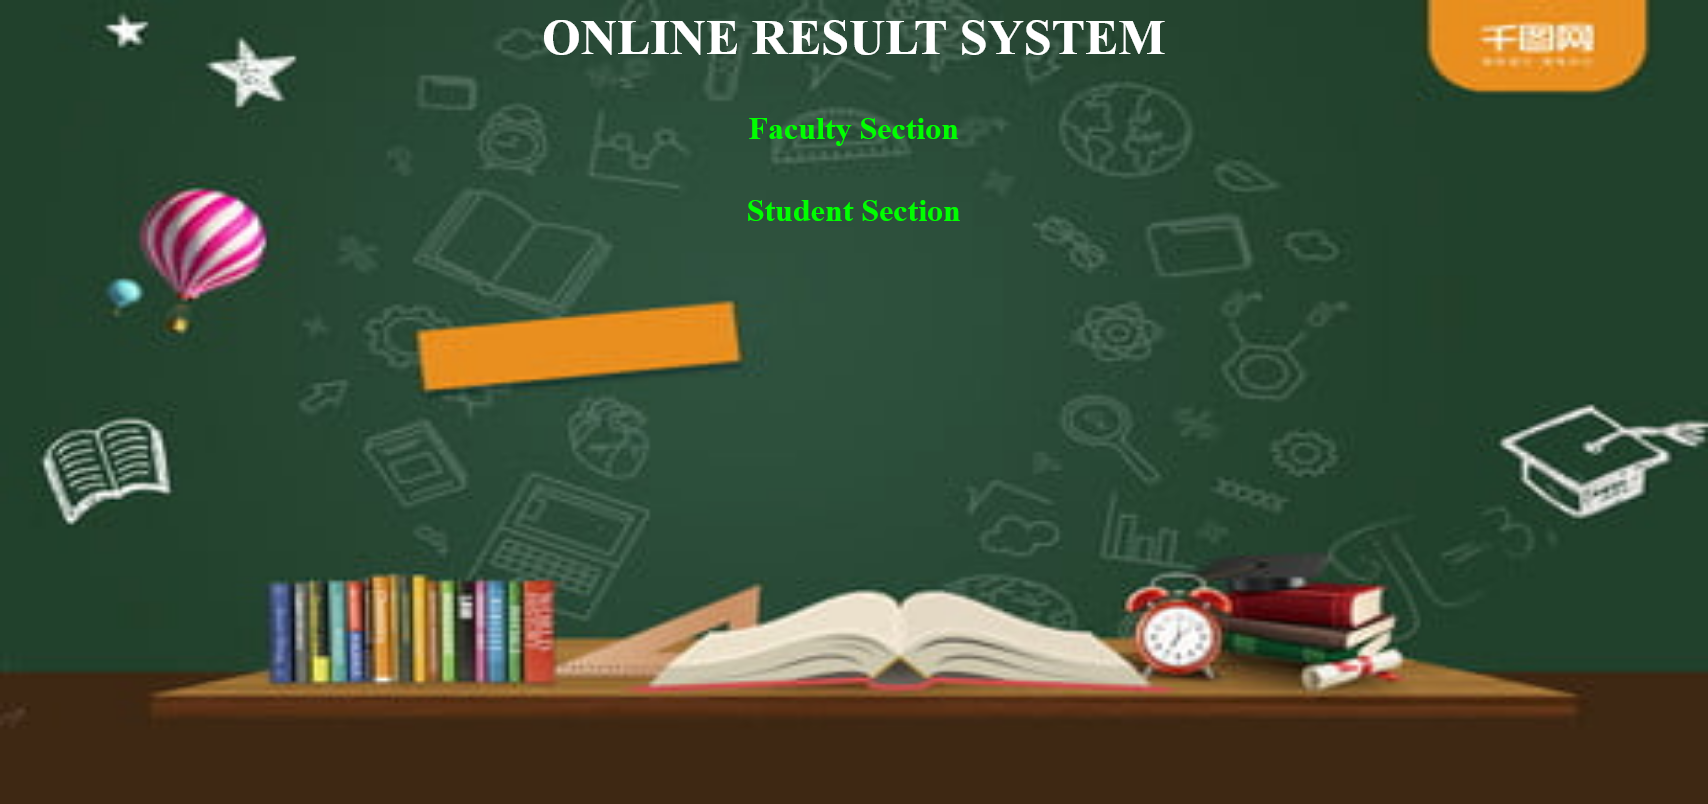 ONLINE RESULT SYSTEM
千图网
Faculty Section
Student Section